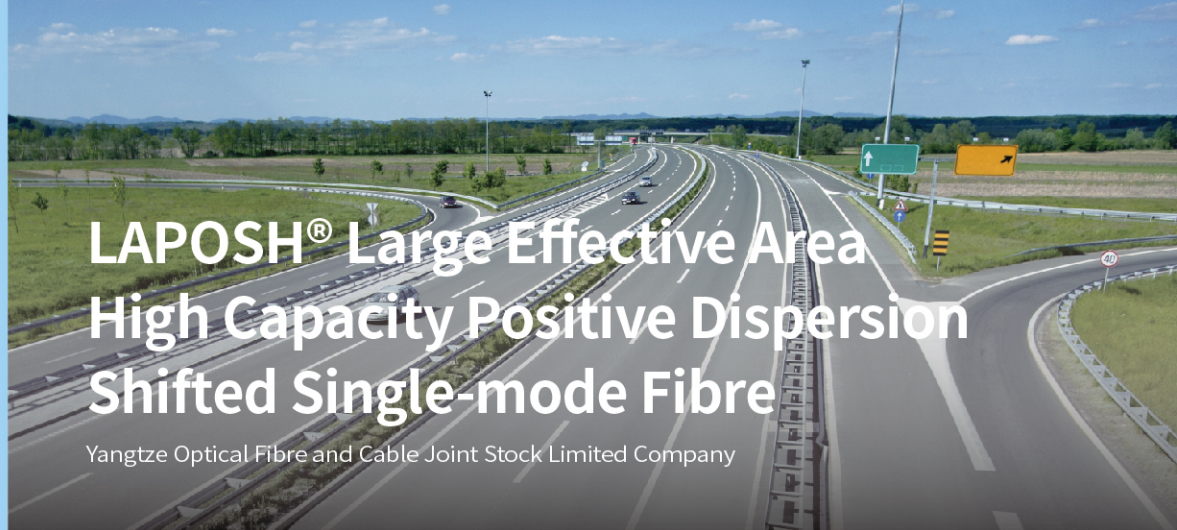 LAPOSH® Large Effective Area
High Capacity Positive Dispersion
Shifted Single-mode Fibre
Yangtze Optical Fibre and Cable Joint Stock Limited Company
40